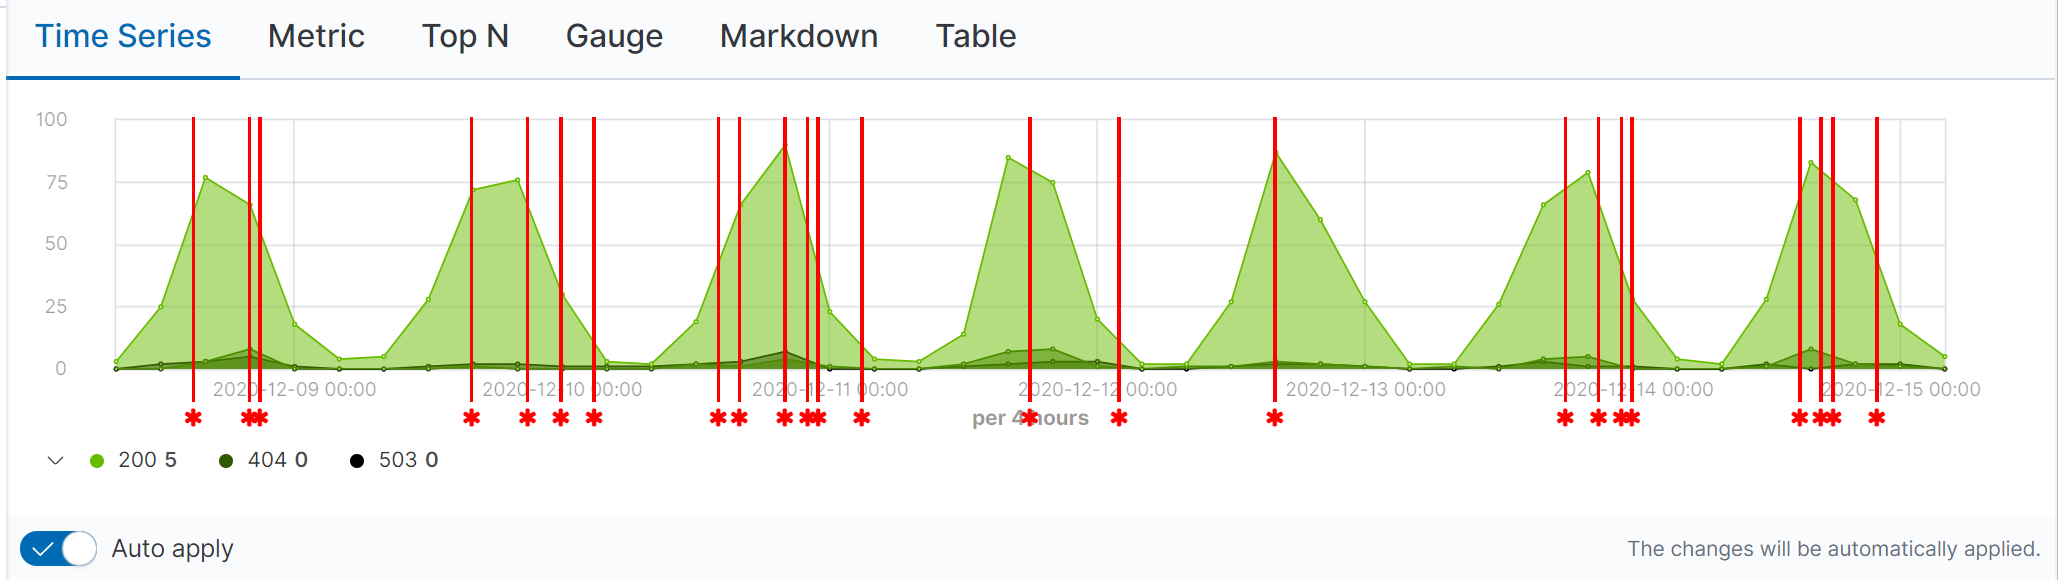 Time Series Metric Top N Gauge Markdown Table
100
75
50
25
0
2020-12-09 00:00 2020-12-10 00:00 2020-12-11 00:00 2020-12-12 00:00 2020-12-13 00:00 2020-12-14 00:00 2020-12-15 00:00
per 4 hours
200 5 404 0 503 0
Auto apply
The changes will be automatically applied.